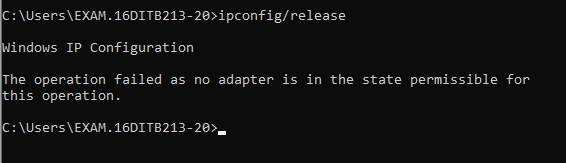 C:\Users\EXAM.16DITB213-20>ipconfig/release
Windows IP Configuration
The operation failed as no adapter is in the state permissible for
this operation.
C:\Users\EXAM.16DITB213-20>